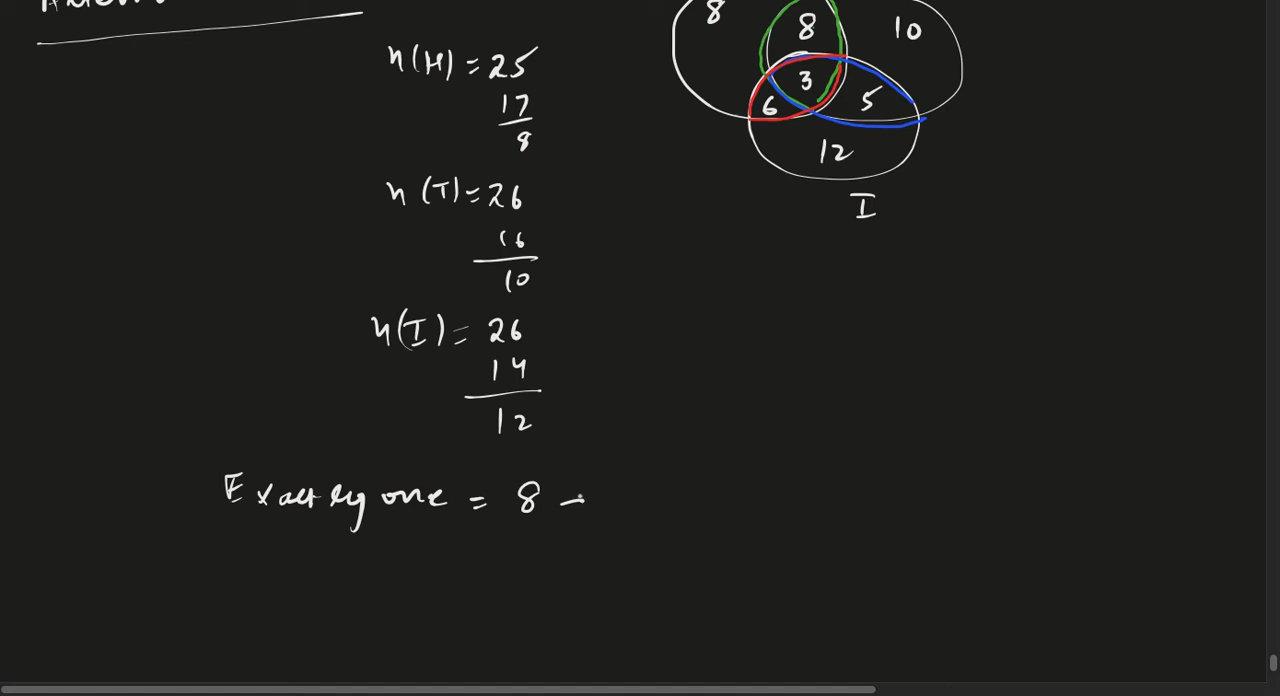 8 8 10
n(H) = 25
17
8
3
6 5
12
n(T) = 26
16
10
I
n(I) = 26
14
12
Exactly one = 8 -